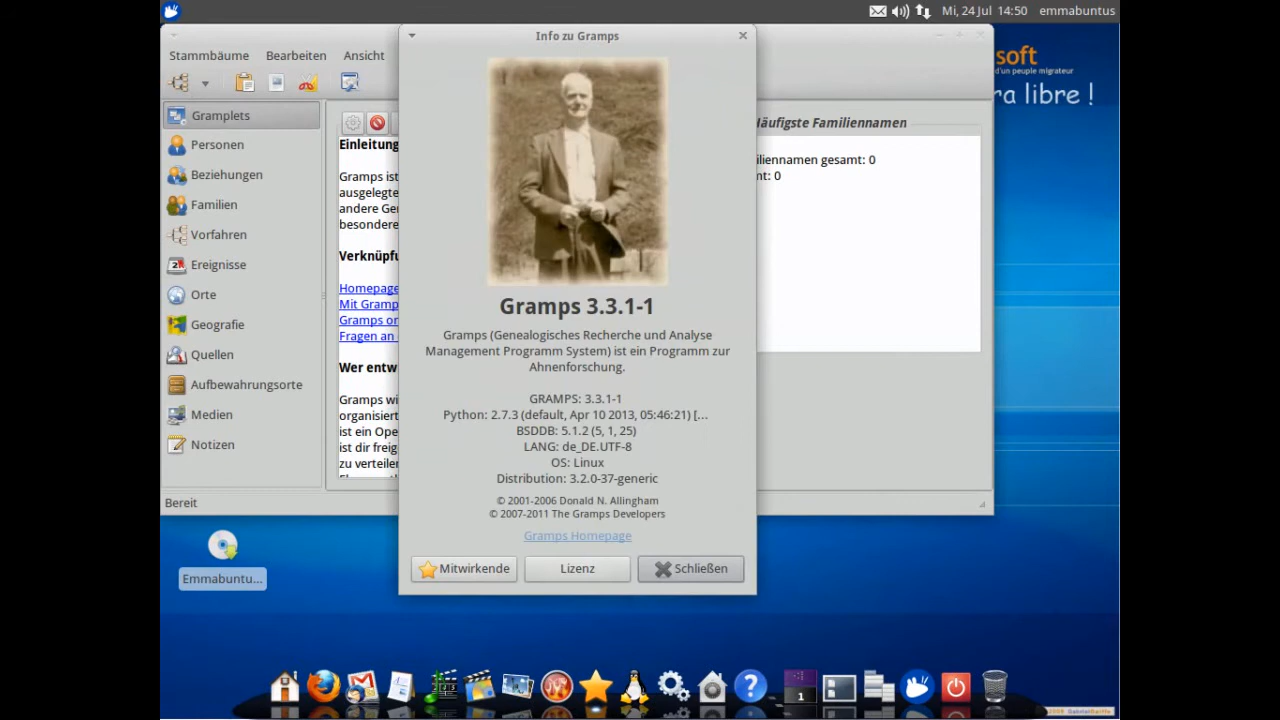 Mi, 24 Jul 14:50 emmabuntus
Info zu Gramps
Stammbäume Bearbeiten Ansicht
soft
d'un peuple migrateur
ra libre !
Gramplets
Personen
Beziehungen
Familien
Vorfahren
Ereignisse
Orte
Geografie
Quellen
Aufbewahrungsorte
Medien
Notizen
Bereit
Einleitung
Gramps ist
ausgelegte
andere Ger
besondere
Verknüpfu
Homepage
Mit Gramp
Gramps or
Fragen an
Wer entw
Gramps wi
organisiert
ist ein Ope
ist dir freig
zu verteilen
Häufigste Familiennamen
iliennamen gesamt: 0
mt: 0
Gramps 3.3.1-1
Gramps (Genealogisches Recherche und Analyse
Management Programm System) ist ein Programm zur
Ahnenforschung.
GRAMPS: 3.3.1-1
Python: 2.7.3 (default, Apr 10 2013, 05:46:21) [...
BSDDB: 5.1.2 (5, 1, 25)
LANG: de_DE.UTF-8
OS: Linux
Distribution: 3.2.0-37-generic
© 2001-2006 Donald N. Allingham
© 2007-2011 The Gramps Developers
Gramps Homepage
Mitwirkende Lizenz Schließen
Emmabuntu...
1